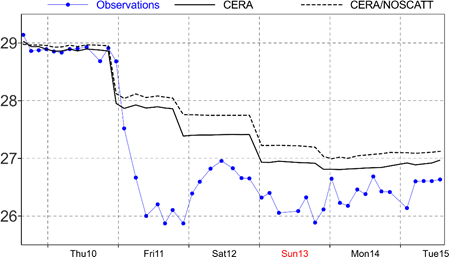 Observations CERA CERA/NOSCATT
29
28
27
26
Thu10 Fri11 Sat12 Sun13 Mon14 Tue15